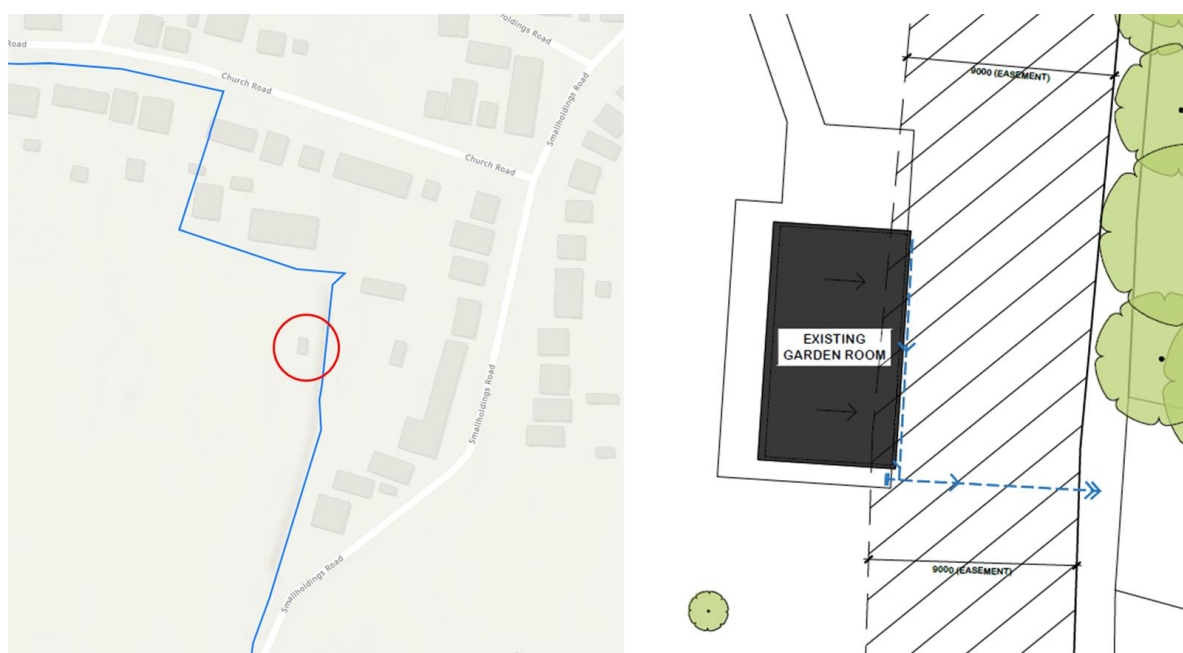 Road
Church Road
Church Road
Smallholdings Road
Smallholdings Road
Smallholdings Road
Smallholdings Road
9000 (EASEMENT)
EXISTING
GARDEN ROOM
9000 (EASEMENT)